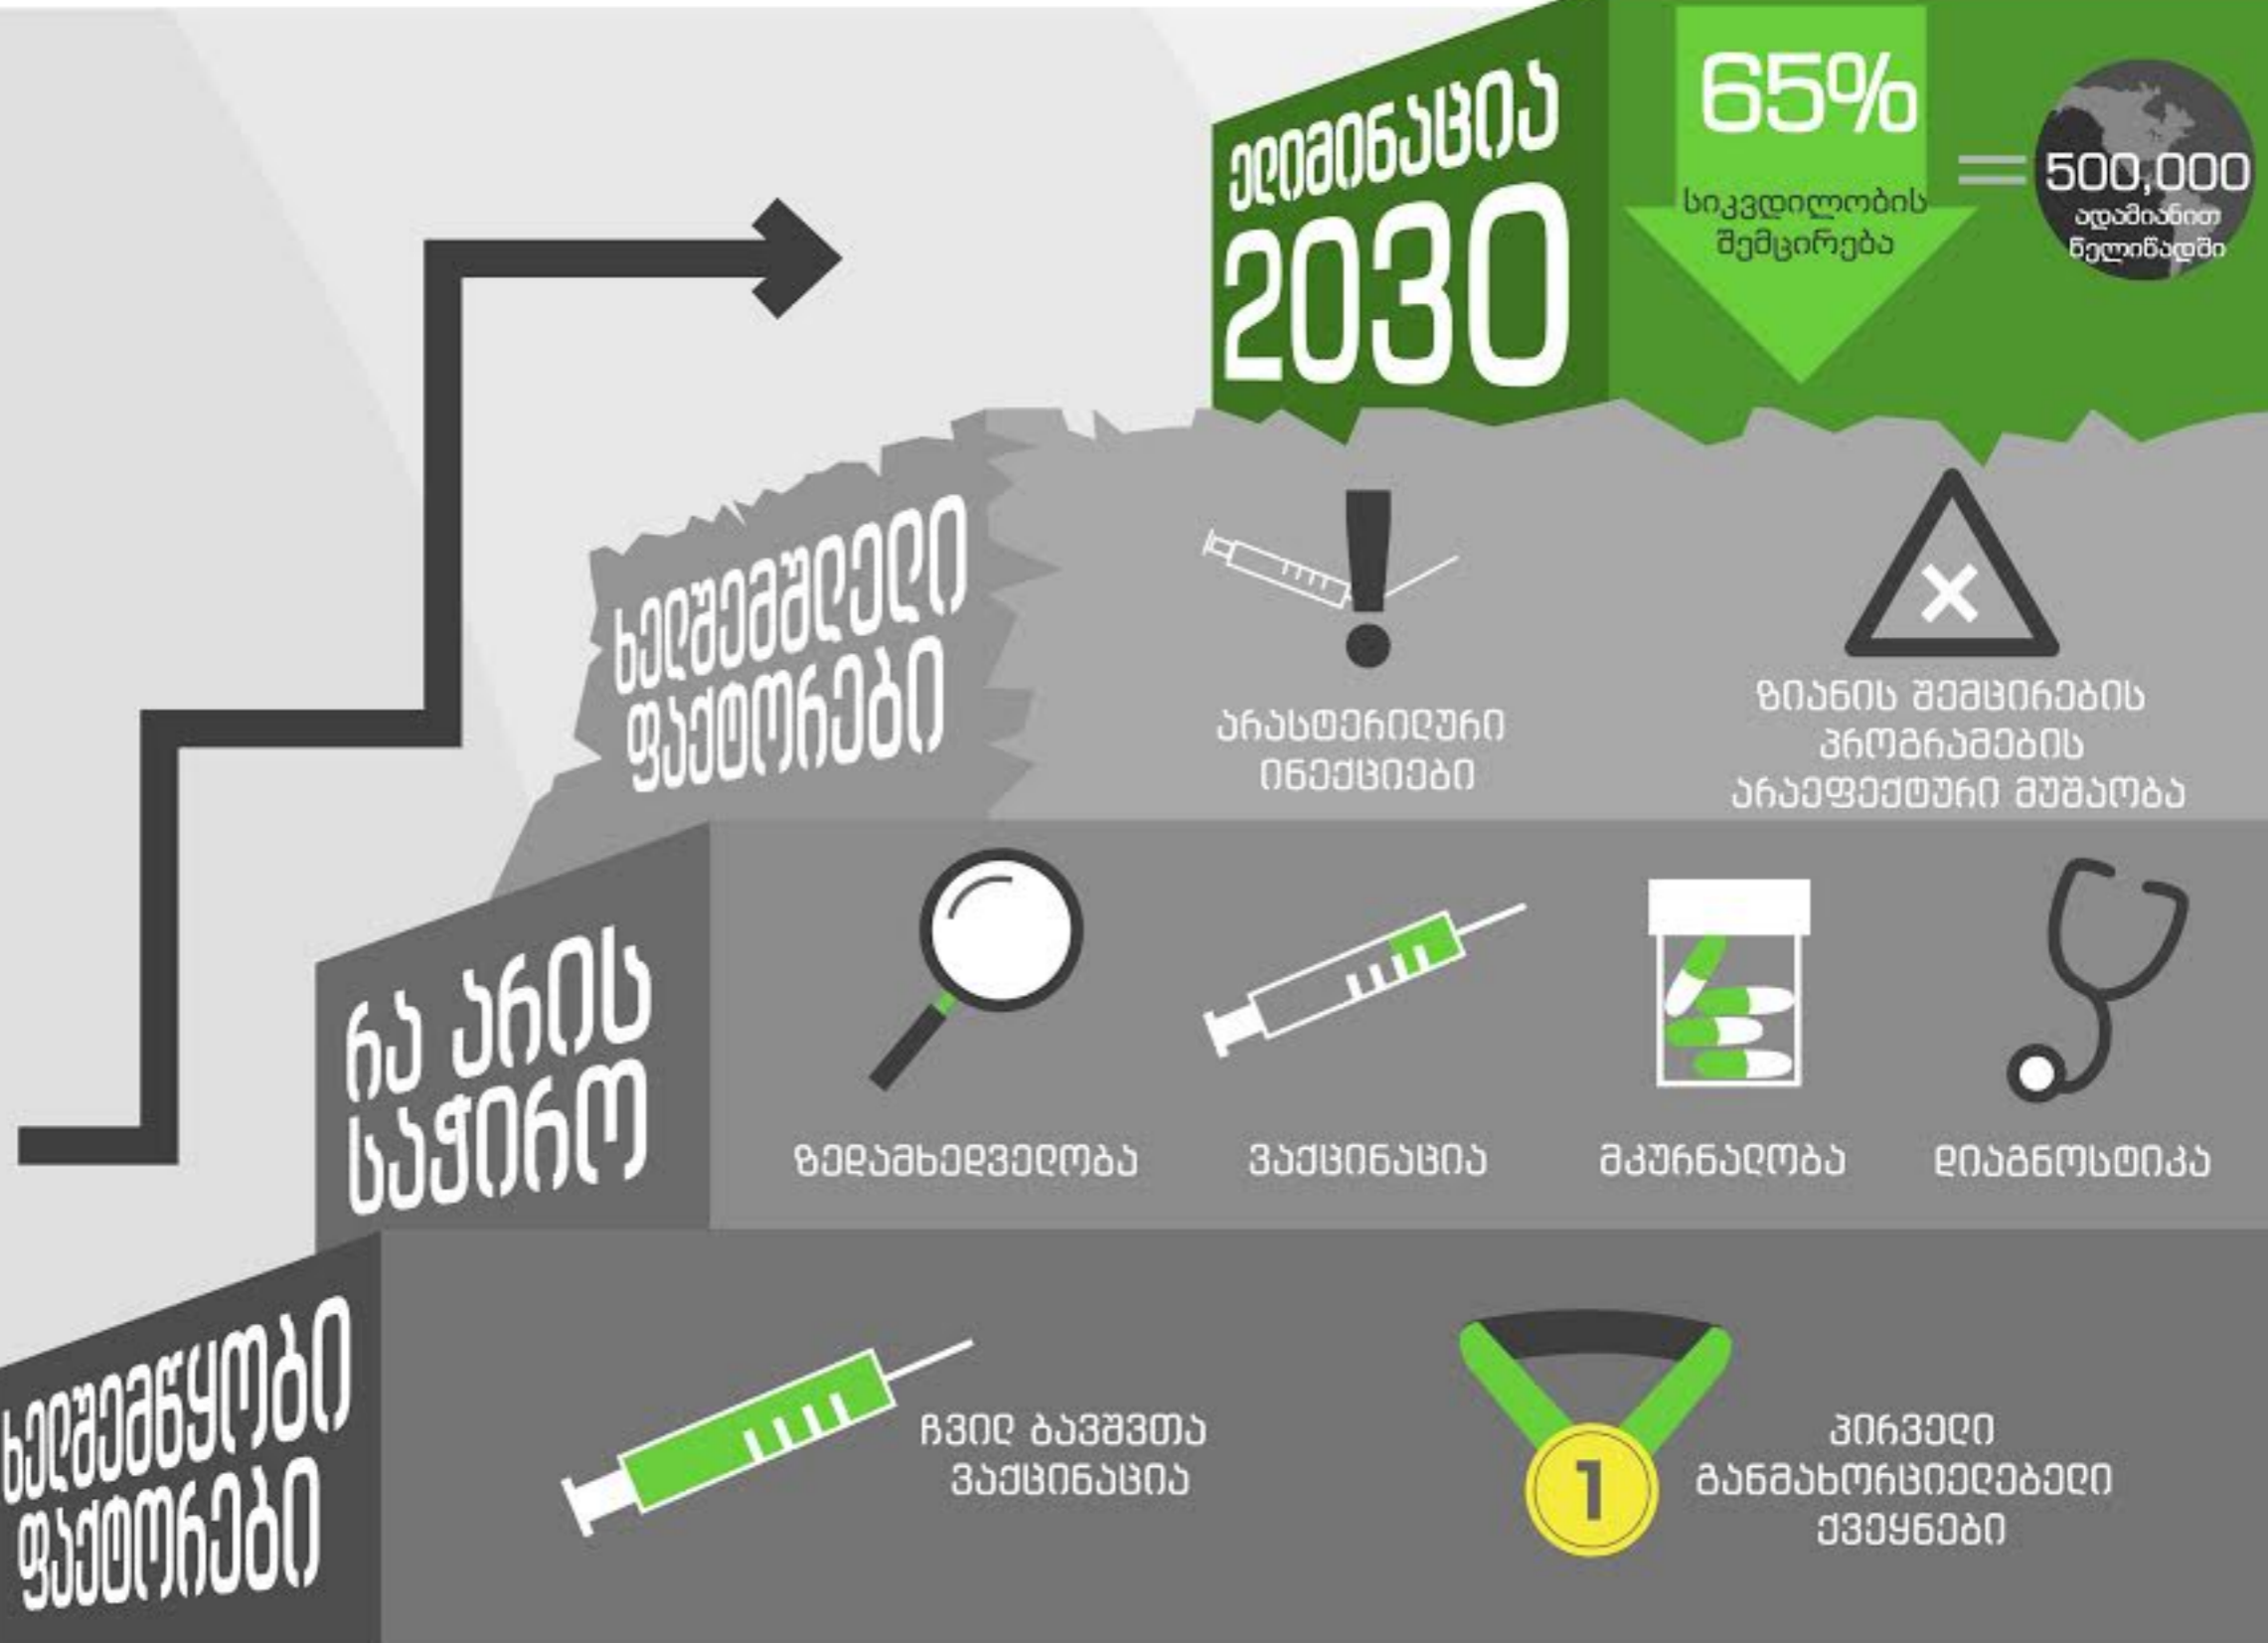 ელიმინაცია
2030
65%
სიკვდილობის
შემცირება
=
500,000
ადამიანით
წელიწადში
ხელშემშლელი
ფაქტორები
არასტერილური
ინექციები
ზიანის შემცირების
პროგრამების
არაეფექტური მუშაობა
რა არის
საჭირო
ზედამხედველობა
ვაქცინაცია
მკურნალობა
დიაგნოსტიკა
ხელშემწყობი
ფაქტორები
ჩვილ ბავშვთა
ვაქცინაცია
1
პირველი
განმახორციელებელი
ქვეყნები